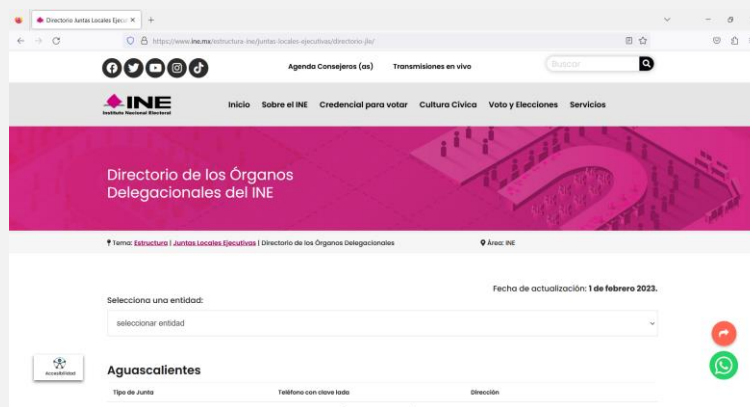 Directorio Juntas Locales Ejecut
https://www.ine.mx/estructura-ine/juntas-locales-ejecutivas/directorio-jle/
Agenda Consejeros (as) Transmisiones en vivo Buscar
INE
Instituto Nacional Electoral
Inicio Sobre el INE Credencial para votar Cultura Cívica Voto y Elecciones Servicios
Directorio de los Órganos
Delegacionales del INE
Tema: Estructura | Juntas Locales Ejecutivas | Directorio de los Órganos Delegacionales Área: INE
Fecha de actualización: 1 de febrero 2023.
Selecciona una entidad:
seleccionar entidad
Accesibilidad
Aguascalientes
Tipo de Junta Teléfono con clave lada Dirección